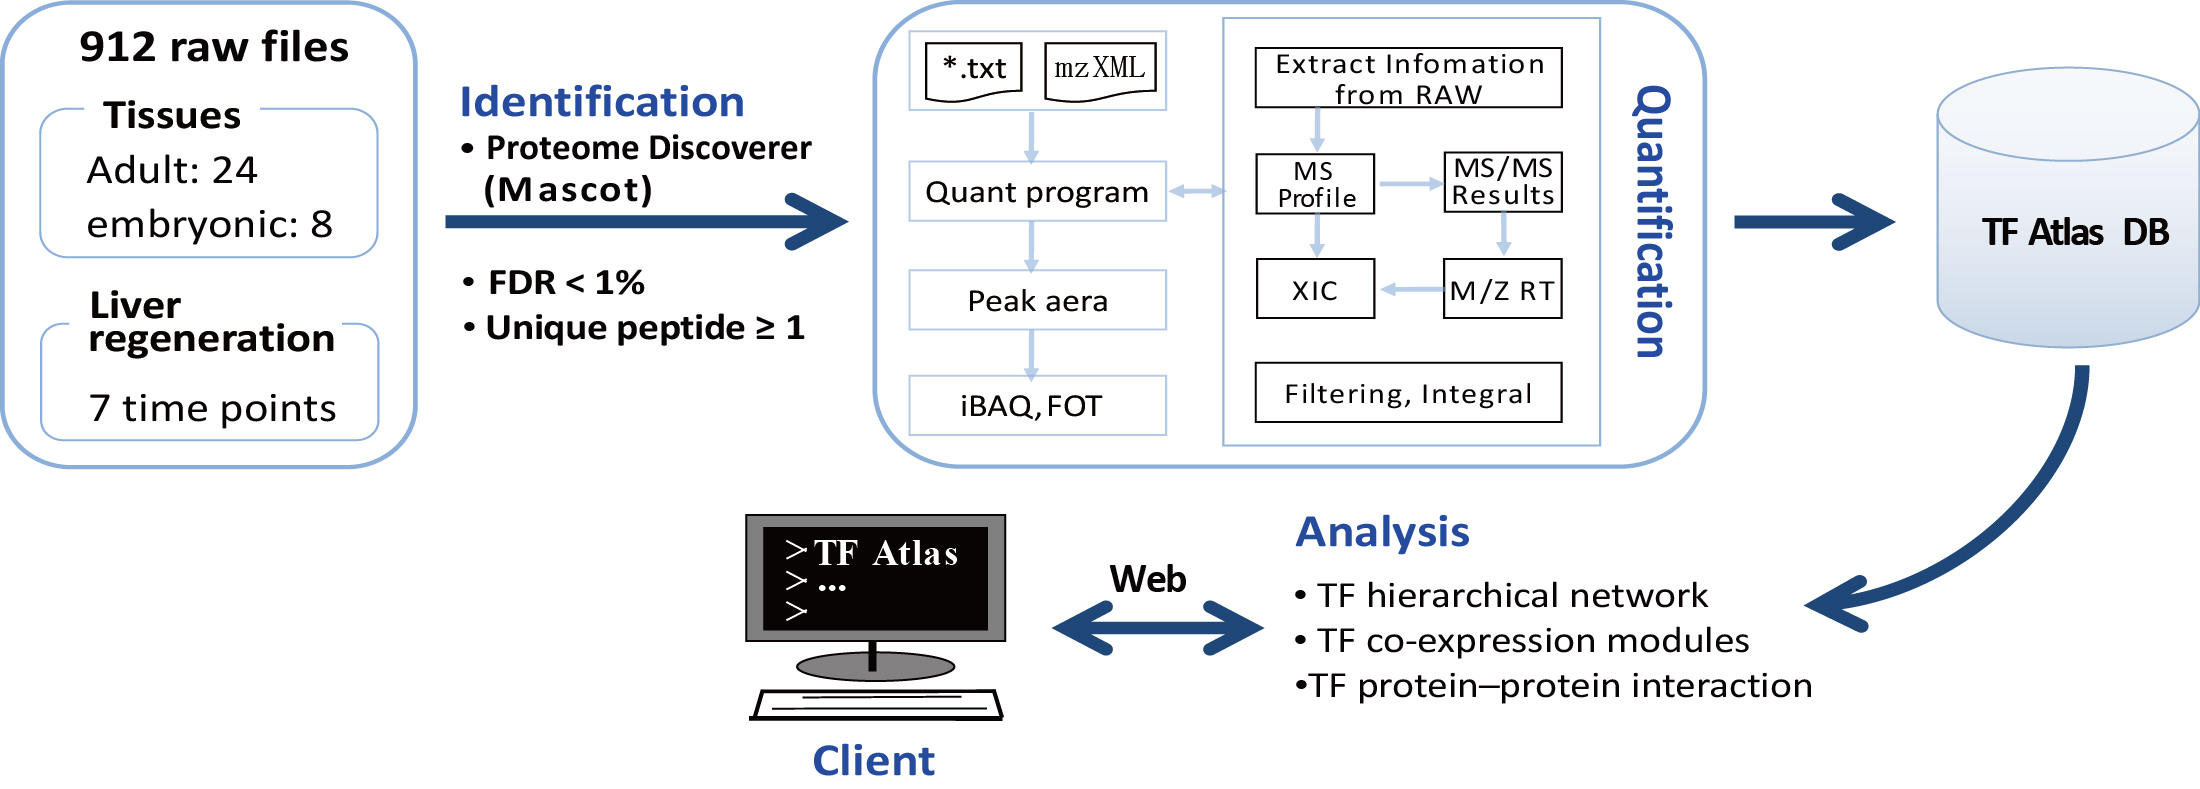 912 raw files
Tissues
Adult: 24
embryonic: 8
Liver
regeneration
7 time points
Identification
• Proteome Discoverer
(Mascot)
• FDR < 1%
• Unique peptide ≥ 1
*.txt
mzXML
Quant program
Peak aera
iBAQ, FOT
Extract Infomation
from RAW
MS
Profile
MS/MS
Results
XIC
M/Z RT
Filtering, Integral
Quantification
TF Atlas DB
Analysis
• TF hierarchical network
• TF co-expression modules
•TF protein–protein interaction
Web
>TF Atlas
>...
>
Client